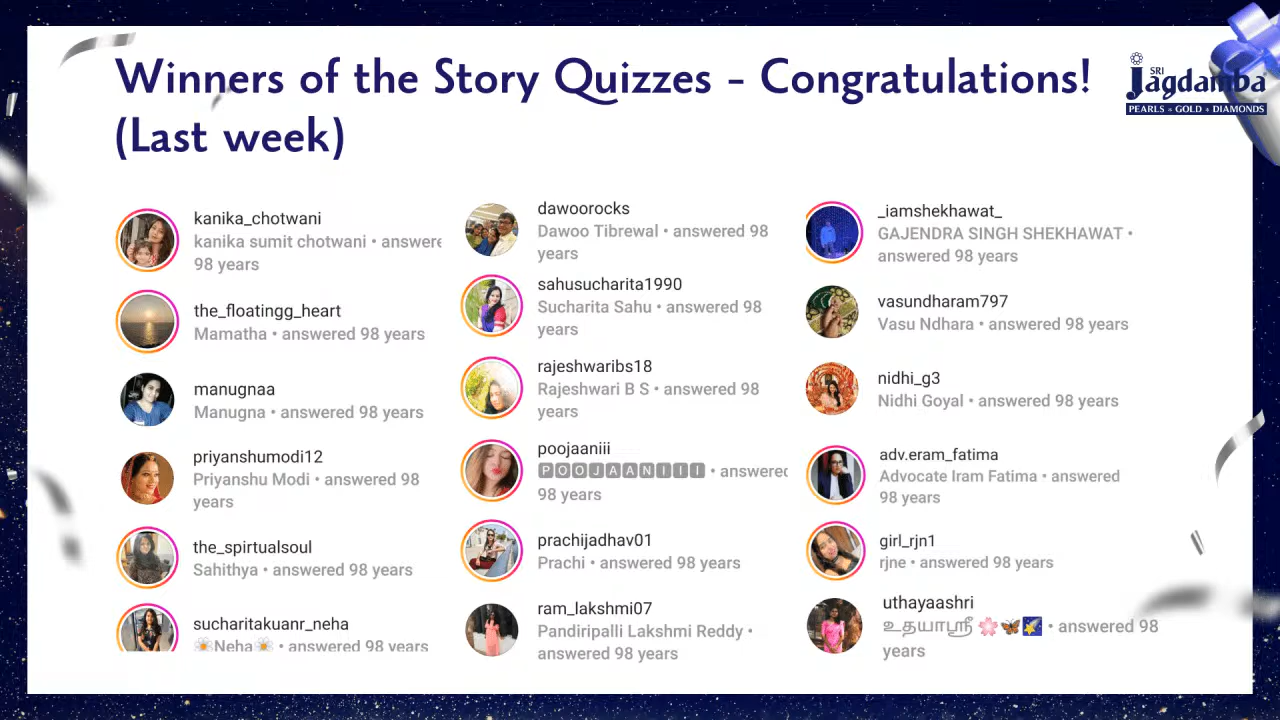 Winners of the Story Quizzes - Congratulations!
(Last week)
SRI
Jagdamba
PEARLS GOLD DIAMONDS
kanika_chotwani
kanika sumit chotwani • answere
98 years
the_floatingg_heart
Mamatha • answered 98 years
manugnaa
Manugna • answered 98 years
priyanshumodi12
Priyanshu Modi • answered 98
years
the_spirtualsoul
Sahithya • answered 98 years
sucharitakuanr_neha
🌼Neha🌼 • answered 98 years
dawoorocks
Dawoo Tibrewal • answered 98
years
sahusucharita1990
Sucharita Sahu • answered 98
years
rajeshwaribs18
Rajeshwari B S • answered 98
years
poojaaniii
🅿🅾🅾🅹🅰🅰🅽🅸🅸🅸 • answered
98 years
prachijadhav01
Prachi • answered 98 years
ram_lakshmi07
Pandiripalli Lakshmi Reddy •
answered 98 years
_iamshekhawat_
GAJENDRA SINGH SHEKHAWAT •
answered 98 years
vasundharam797
Vasu Ndhara • answered 98 years
nidhi_g3
Nidhi Goyal • answered 98 years
adv.eram_fatima
Advocate Iram Fatima • answered
98 years
girl_rjn1
rjne • answered 98 years
uthayaashri
உதயாஸ்ரீ 🌸🦋🌠 • answered 98
years